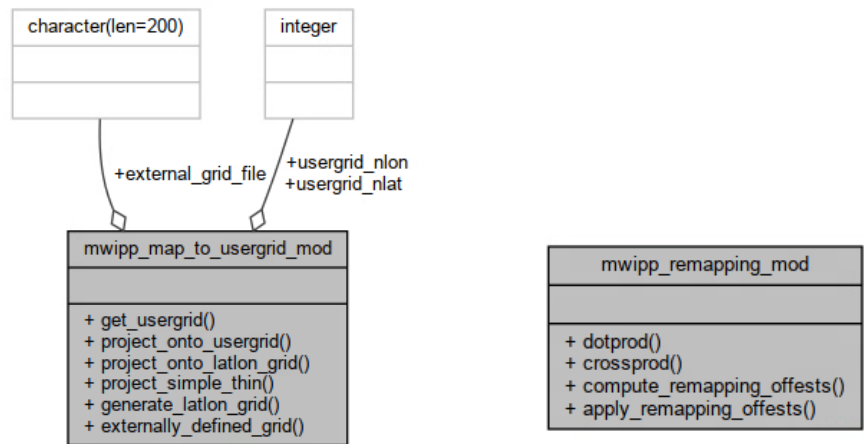 character(len=200)
integer
+external_grid_file
+usergrid_nlon
+usergrid_nlat
mwipp_map_to_usergrid_mod
+ get_usergrid()
+ project_onto_usergrid()
+ project_onto_latlon_grid()
+ project_simple_thin()
+ generate_latlon_grid()
+ externally_defined_grid()
mwipp_remapping_mod
+ dotprod()
+ crossprod()
+ compute_remapping_offests()
+ apply_remapping_offests()